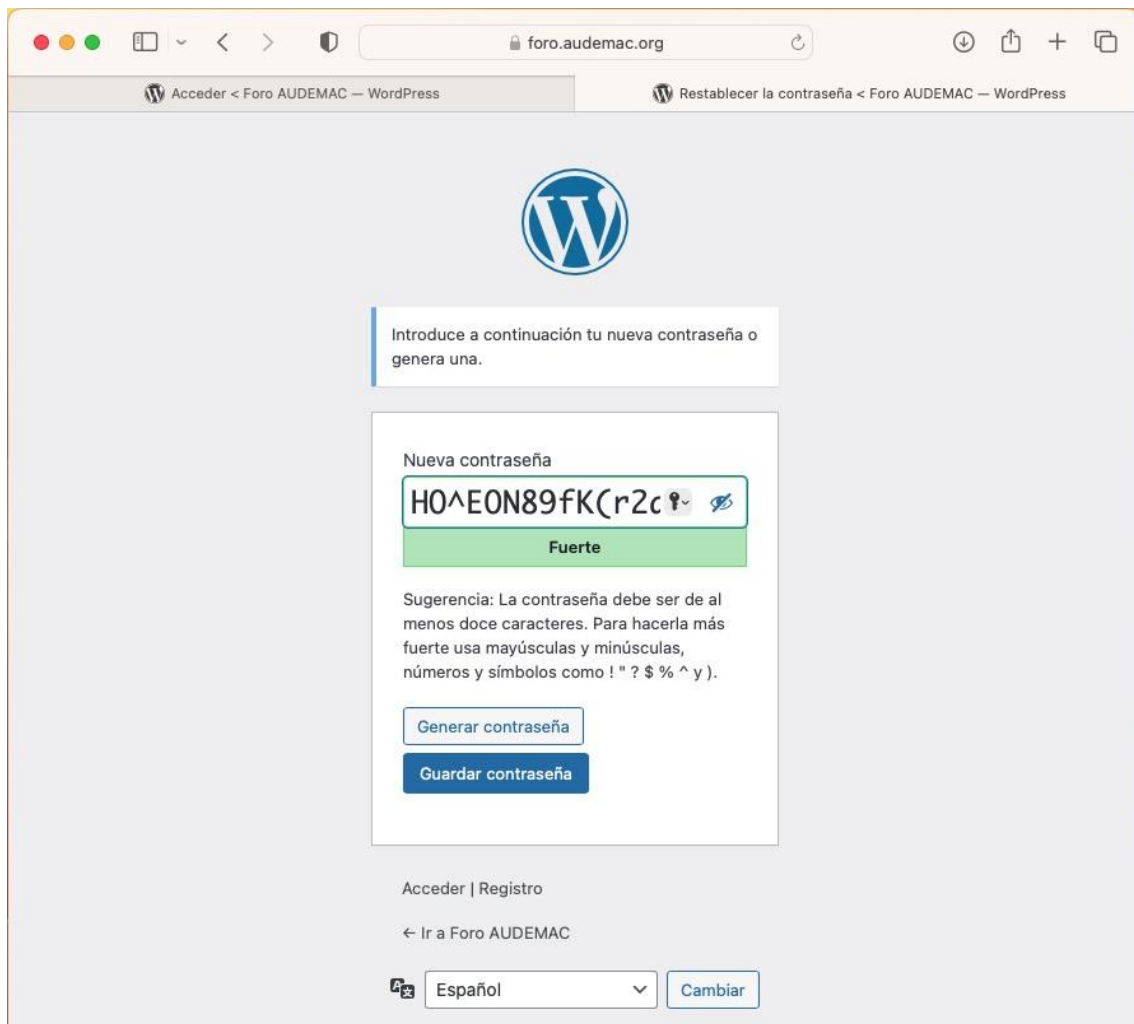 foro.audemac.org
Acceder < Foro AUDEMAC — WordPress
Restablecer la contraseña < Foro AUDEMAC — WordPress
Introduce a continuación tu nueva contraseña o
genera una.
Nueva contraseña
HO^EON89fK(r2c
Fuerte
Sugerencia: La contraseña debe ser de al
menos doce caracteres. Para hacerla más
fuerte usa mayúsculas y minúsculas,
números y símbolos como ! " ? $ % ^ y ).
Generar contraseña
Guardar contraseña
Acceder | Registro
← Ir a Foro AUDEMAC
Español
Cambiar